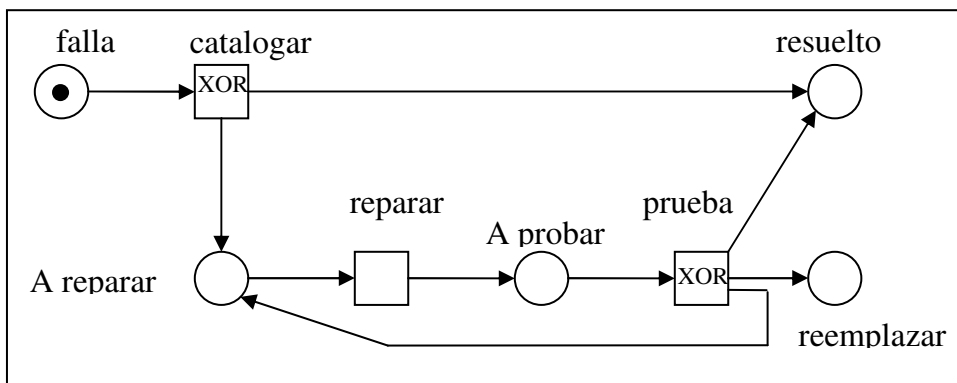 falla
catalogar
resuelto
XOR
reparar
prueba
A probar
A reparar
XOR
reemplazar